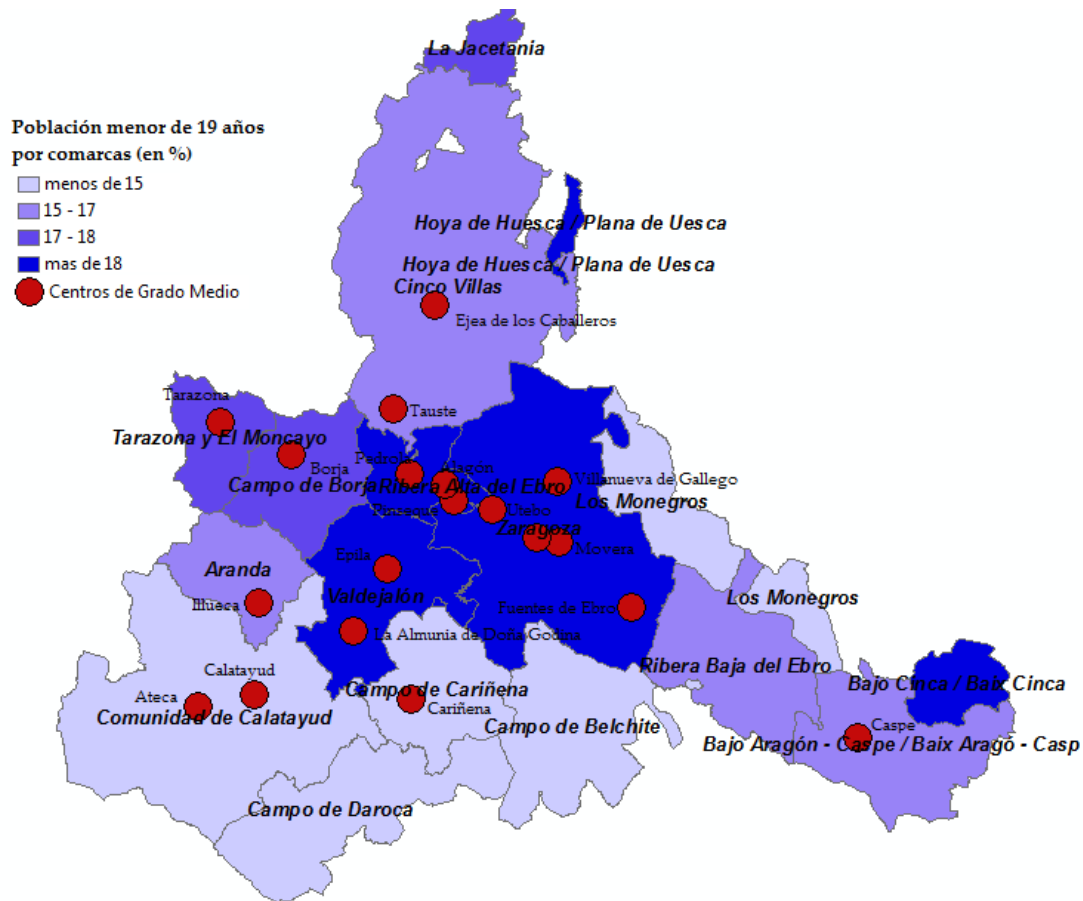 La Jacetania
Población menor de 19 años
por comarcas (en %)
menos de 15
15 - 17
17 - 18
mas de 18
Centros de Grado Medio
Hoya de Huesca / Plana de Uesca
Hoya de Huesca / Plana de Uesca
Cinco Villas
Ejea de los Caballeros
Tarazona
Tauste
Tarazona y El Moncayo
Borja
Pedrola
Alagón
Campo de Borja
Ribera Alta del Ebro
Villanueva de Gallego
Los Monegros
Pinseque
Utebo
Zaragoza
Movera
Epila
Aranda
Valdejalón
Illueca
Fuentes de Ebro
Los Monegros
La Almunia de Doña Godina
Ribera Baja del Ebro
Calatayud
Ateca
Campo de Cariñena
Cariñena
Bajo Cinca / Baix Cinca
Comunidad de Calatayud
Campo de Belchite
Caspe
Bajo Aragón - Caspe / Baix Aragó - Casp
Campo de Daroca